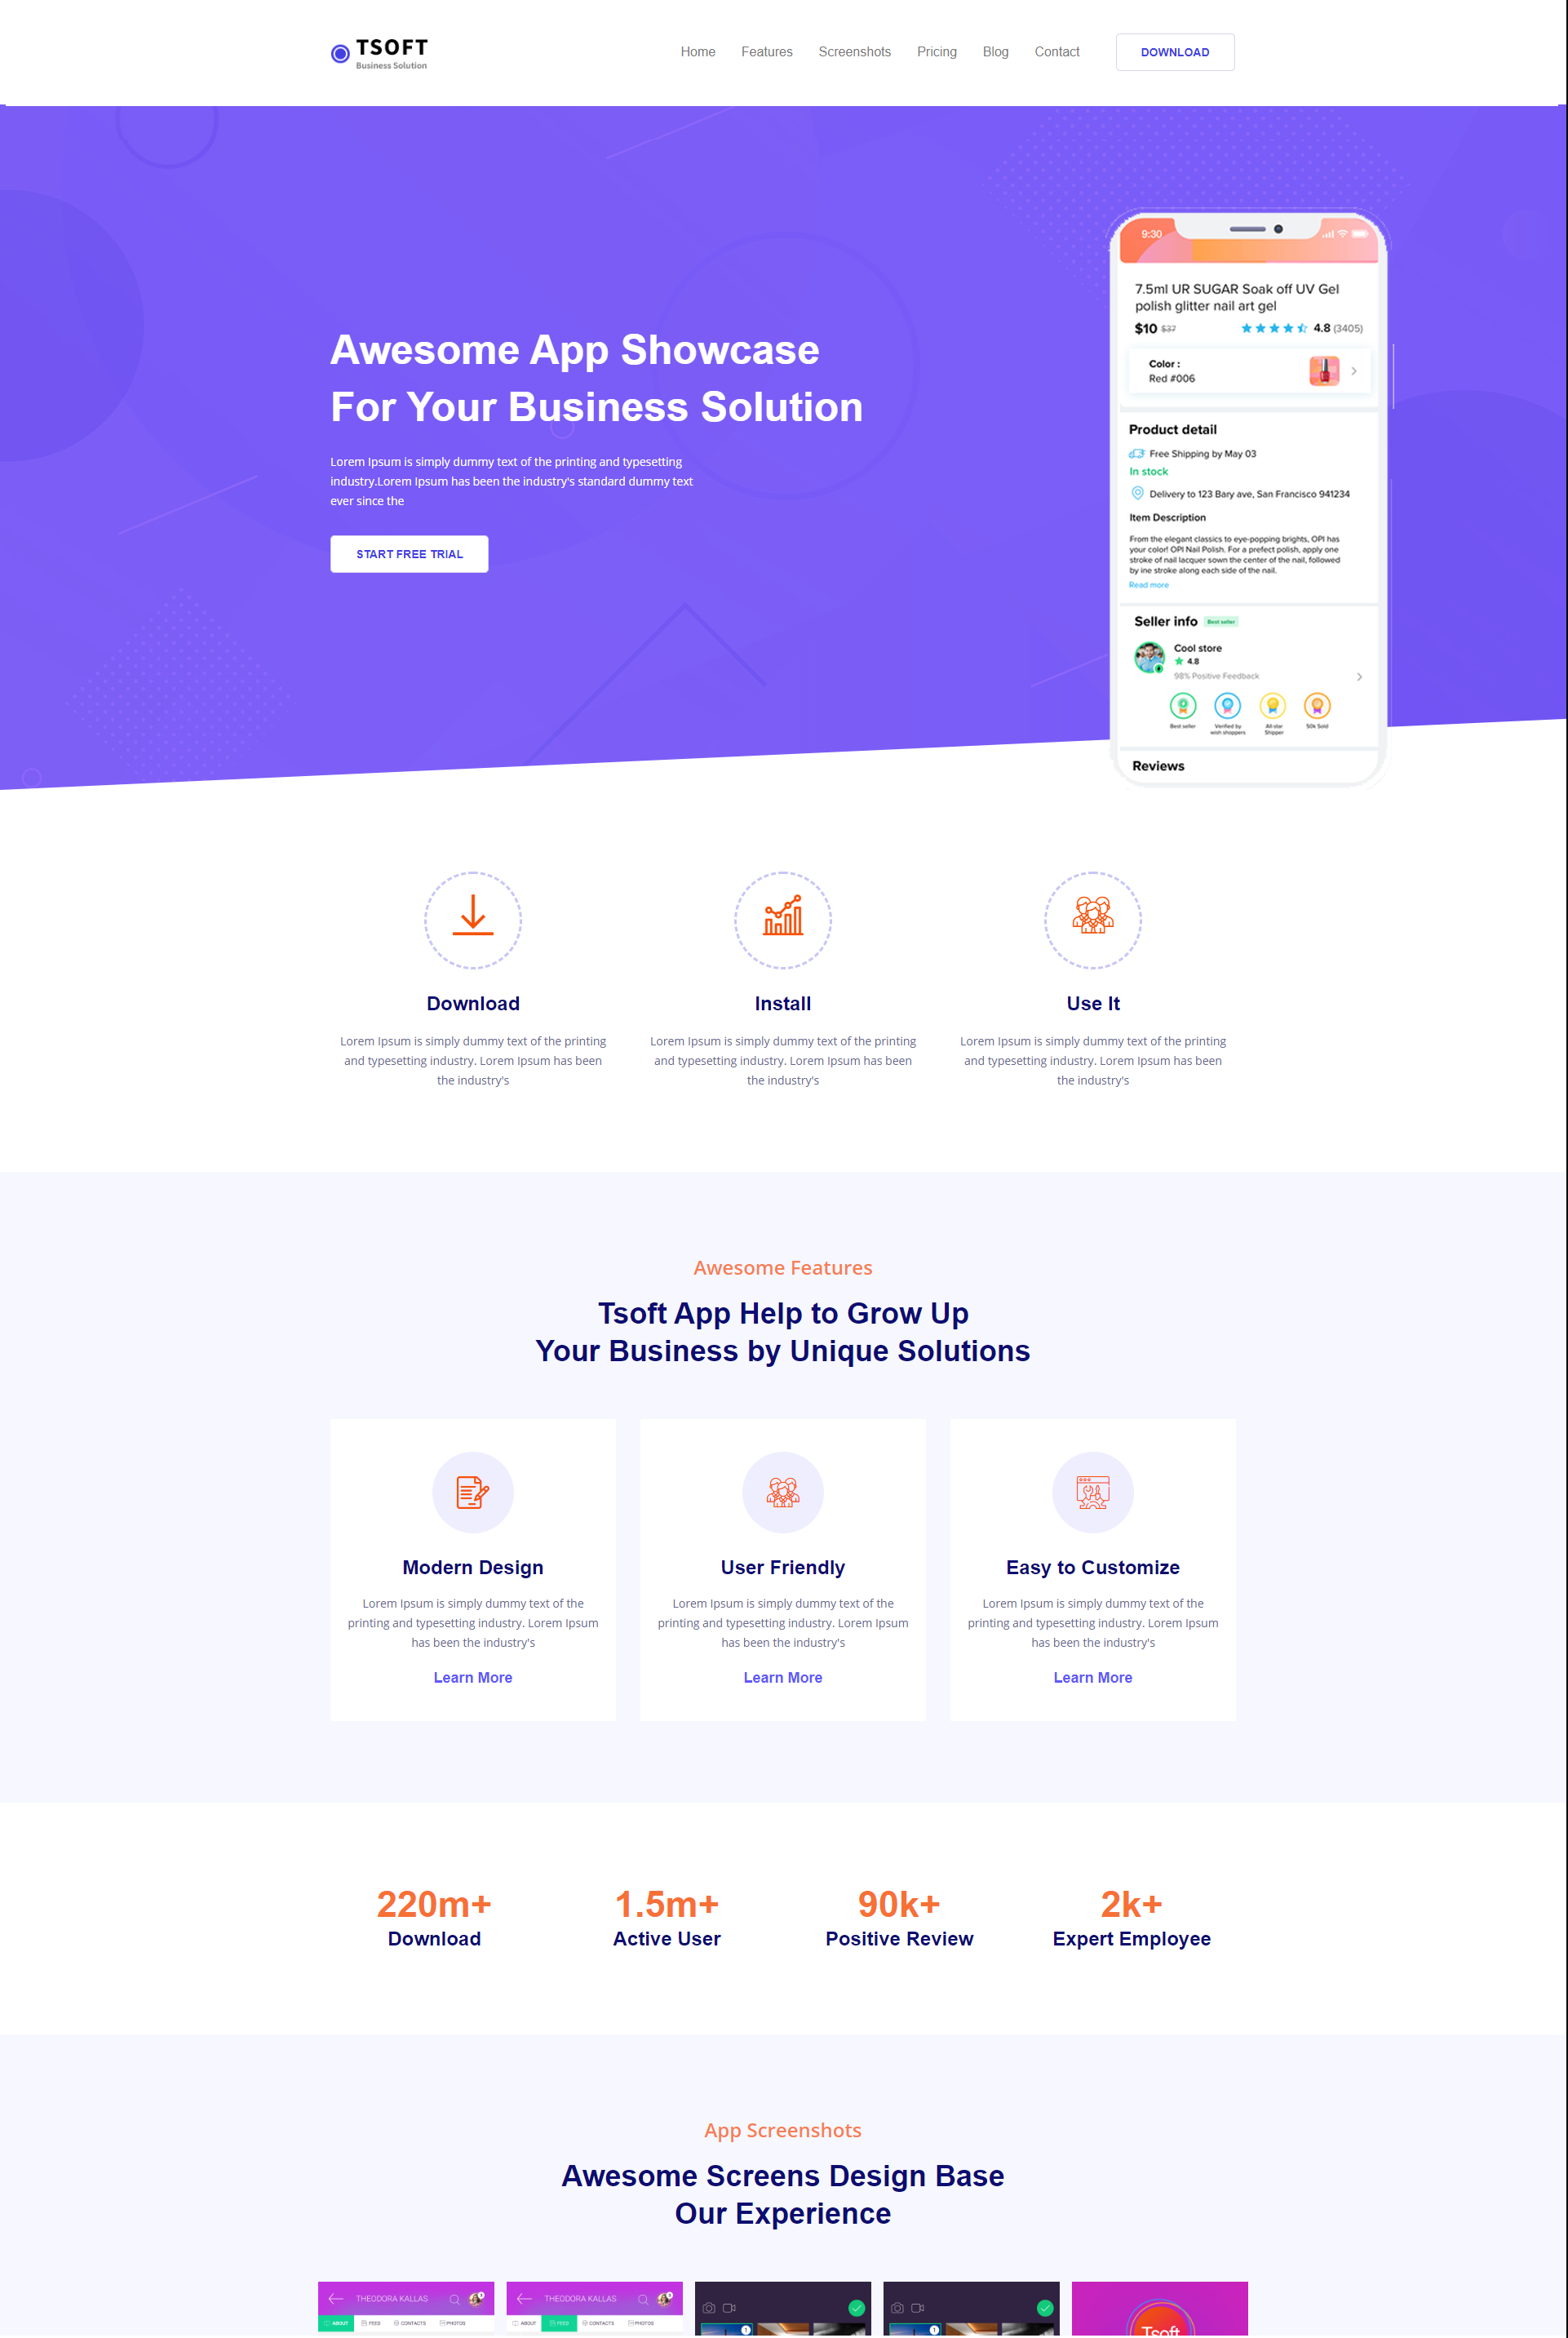 TSOFT
Business Solution
Home Features Screenshots Pricing Blog Contact DOWNLOAD
Awesome App Showcase
For Your Business Solution
Lorem Ipsum is simply dummy text of the printing and typesetting
industry.Lorem Ipsum has been the industry's standard dummy text
ever since the
START FREE TRIAL
9:30
7.5ml UR SUGAR Soak off UV Gel
polish glitter nail art gel
$10 $37 4.8 (3405)
Color :
Red #006
Product detail
Free Shipping by May 03
In stock
Delivery to 123 Bary ave, San Francisco 941234
Item Description
From the elegant classics to eye-popping brights, OPI has
your color! OPI Nail Polish. For a prefect polish, apply one
stroke of nail lacquer sown the center of the nail, followed
by ine stroke along each side of the nail.
Read more
Seller info Best seller
Cool store
4.8
98% Positive Feedback
Best seller Verified by All-star 50k Sold
wish shoppers Shipper
Reviews
Download Install Use It
Lorem Ipsum is simply dummy text of the printing Lorem Ipsum is simply dummy text of the printing Lorem Ipsum is simply dummy text of the printing
and typesetting industry. Lorem Ipsum has been and typesetting industry. Lorem Ipsum has been and typesetting industry. Lorem Ipsum has been
the industry's the industry's the industry's
Awesome Features
Tsoft App Help to Grow Up
Your Business by Unique Solutions
Modern Design User Friendly Easy to Customize
Lorem Ipsum is simply dummy text of the Lorem Ipsum is simply dummy text of the Lorem Ipsum is simply dummy text of the
printing and typesetting industry. Lorem Ipsum printing and typesetting industry. Lorem Ipsum printing and typesetting industry. Lorem Ipsum
has been the industry's has been the industry's has been the industry's
Learn More Learn More Learn More
220m+ 1.5m+ 90k+ 2k+
Download Active User Positive Review Expert Employee
App Screenshots
Awesome Screens Design Base
Our Experience
THEODORA KALLAS 1 THEODORA KALLAS 1
ABOUT FEED CONTACTS PHOTOS ABOUT FEED CONTACTS PHOTOS 1 1 Tsoft